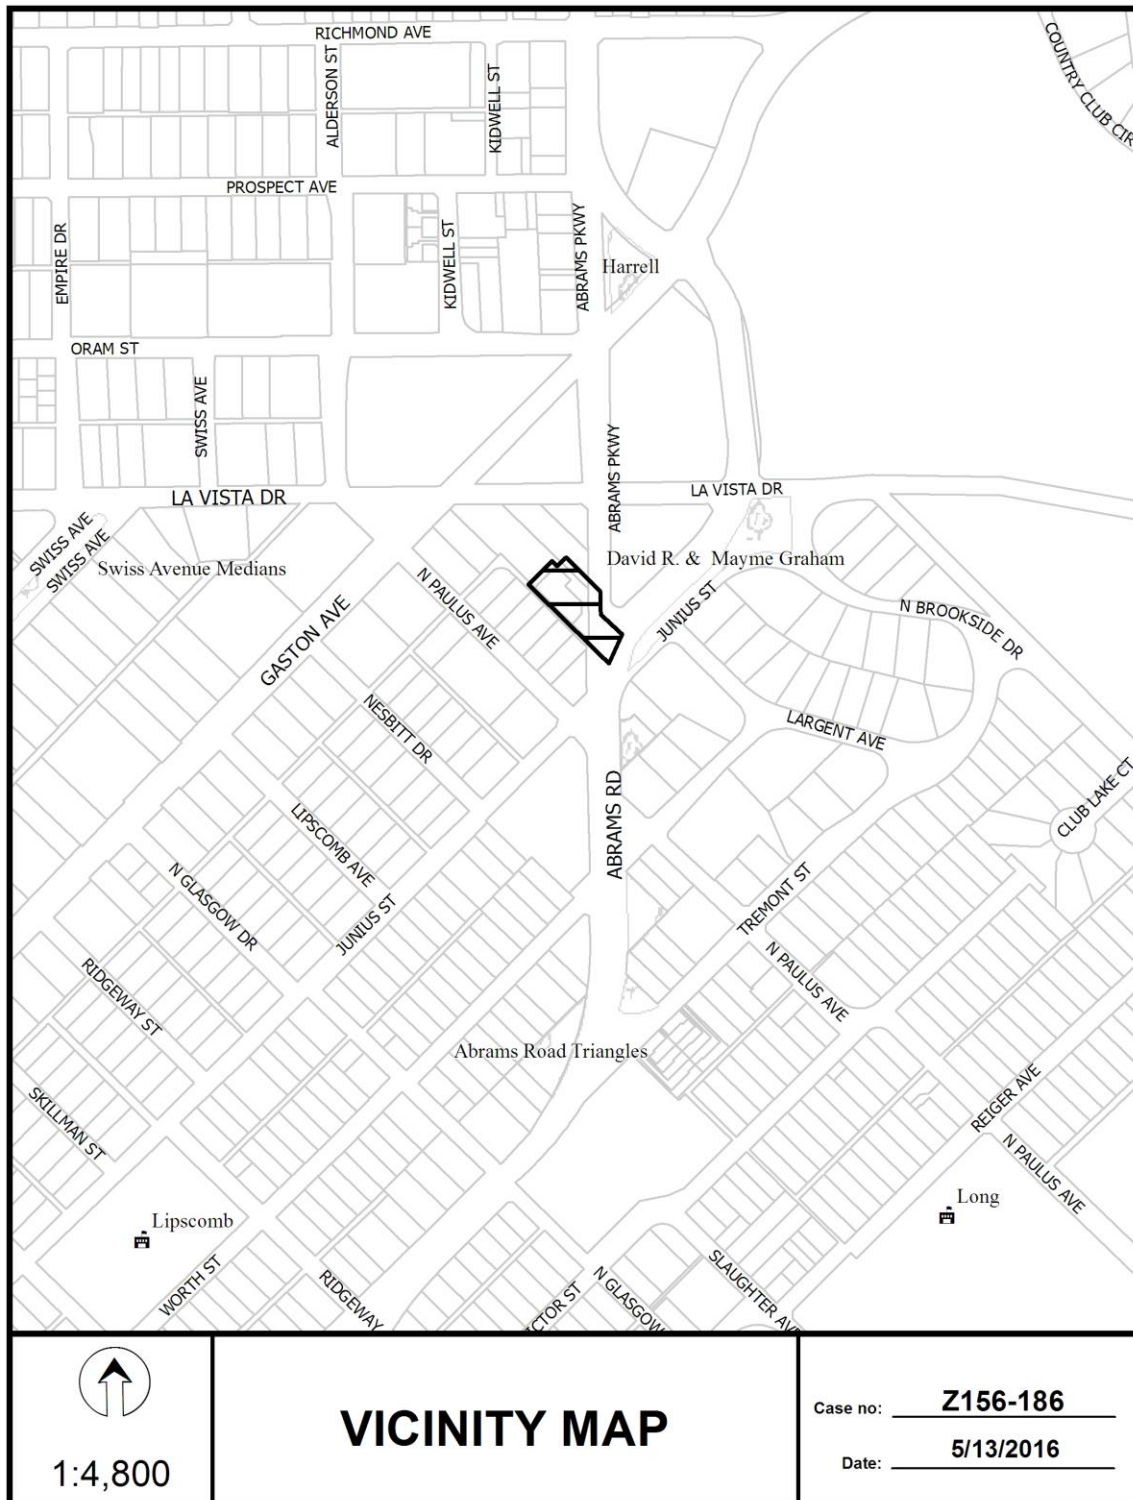 RICHMOND AVE
COUNTRY CLUB CIR
ALDERSON ST
KIDWELL ST
PROSPECT AVE
EMPIRE DR
KIDWELL ST
ABRAMS PKWY
Harrell
ORAM ST
SWISS AVE
ABRAMS PKWY
LA VISTA DR
LA VISTA DR
SWISS AVE
SWISS AVE
Swiss Avenue Medians
David R. & Mayme Graham
N PAULUS AVE
JUNIUS ST
N BROOKSIDE DR
GASTON AVE
NESBITT DR
LARGENT AVE
ABRAMS RD
CLUB LAKE CT
LIPSCOMB AVE
N GLASGOW DR
JUNIUS ST
TREMONT ST
N PAULUS AVE
RIDGEWAY ST
Abrams Road Triangles
SKILLMAN ST
REIGER AVE
N PAULUS AVE
Lipscomb
Long
WORTH ST
RIDGEWAY
CTOR ST
N GLASGOW
SLAUGHTER AV
1:4,800
VICINITY MAP
Case no: Z156-186
Date: 5/13/2016